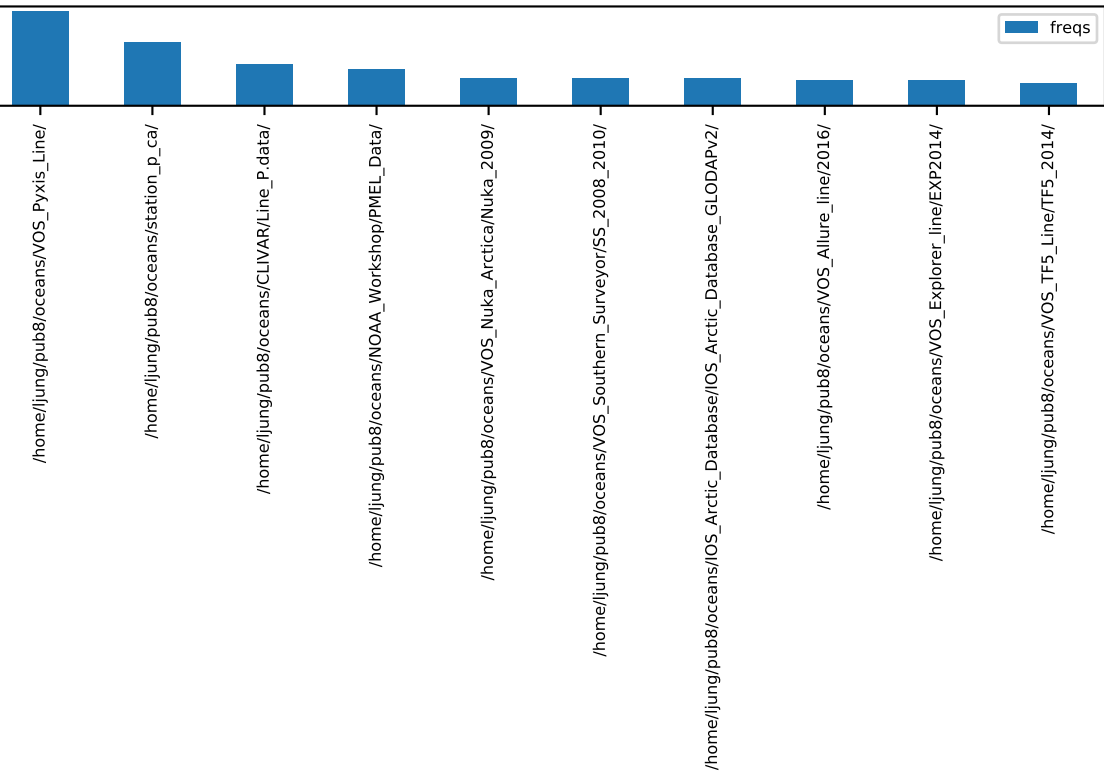 freqs
/home/ljung/pub8/oceans/VOS_Pyxis_Line/
/home/ljung/pub8/oceans/station_p_ca/
/home/ljung/pub8/oceans/CLIVAR/Line_P.data/
/home/ljung/pub8/oceans/NOAA_Workshop/PMEL_Data/
/home/ljung/pub8/oceans/VOS_Nuka_Arctica/Nuka_2009/
/home/ljung/pub8/oceans/VOS_Southern_Surveyor/SS_2008_2010/
/home/ljung/pub8/oceans/IOS_Arctic_Database/IOS_Arctic_Database_GLODAPv2/
/home/ljung/pub8/oceans/VOS_Allure_line/2016/
/home/ljung/pub8/oceans/VOS_Explorer_line/EXP2014/
/home/ljung/pub8/oceans/VOS_TF5_Line/TF5_2014/